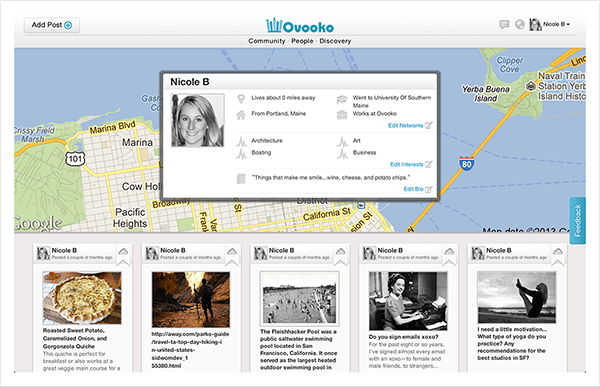 Add Post
Ovooko
Nicole B
Community · People · Discovery
Clipper
Cove
Naval Train
Station Yerb
Island Histo
Yerba Buena
Island
Gash
Crissy Field
Marsh
Marina Blvd
101
Marina
Cow Hol
Broadway
Pacific
Heights
District
California St
80
Google
Map data ©2013 Go
Nicole B
Lives about 0 miles away
Went to University Of Southern
Maine
From Portland, Maine
Works at Ovooko
Edit Networks
Architecture
Art
Boating
Business
Edit Interests
"Things that make me smile...wine, cheese, and potato chips."
Edit Bio
Feedback
Nicole B
Posted a couple of months ago
Roasted Sweet Potato,
Caramelized Onion, and
Gorgonzola Quiche
This quiche is perfect for
breakfast or also works at a
great veggie main course for a
Nicole B
Posted a couple of months ago
http://away.com/parks-guide
/travel-ta-top-day-hiking-i
n-united-states-
sidwcmdev_1
55380.html
Nicole B
Posted a couple of months ago
The Fleishhacker Pool was a
public saltwater swimming
pool located in San
Francisco, California. It once
served as the largest heated
outdoor swimming pool in
Nicole B
Posted a couple of months ago
Do you sign emails xoxo?
For the past eight or so years,
I've signed almost every email
with an xoxo–to female and
male friends, to strangers...
Nicole B
Posted a couple of months ago
I need a little motivation...
What type of yoga do you
practice? Any
recommendations for the
best studios in SF?